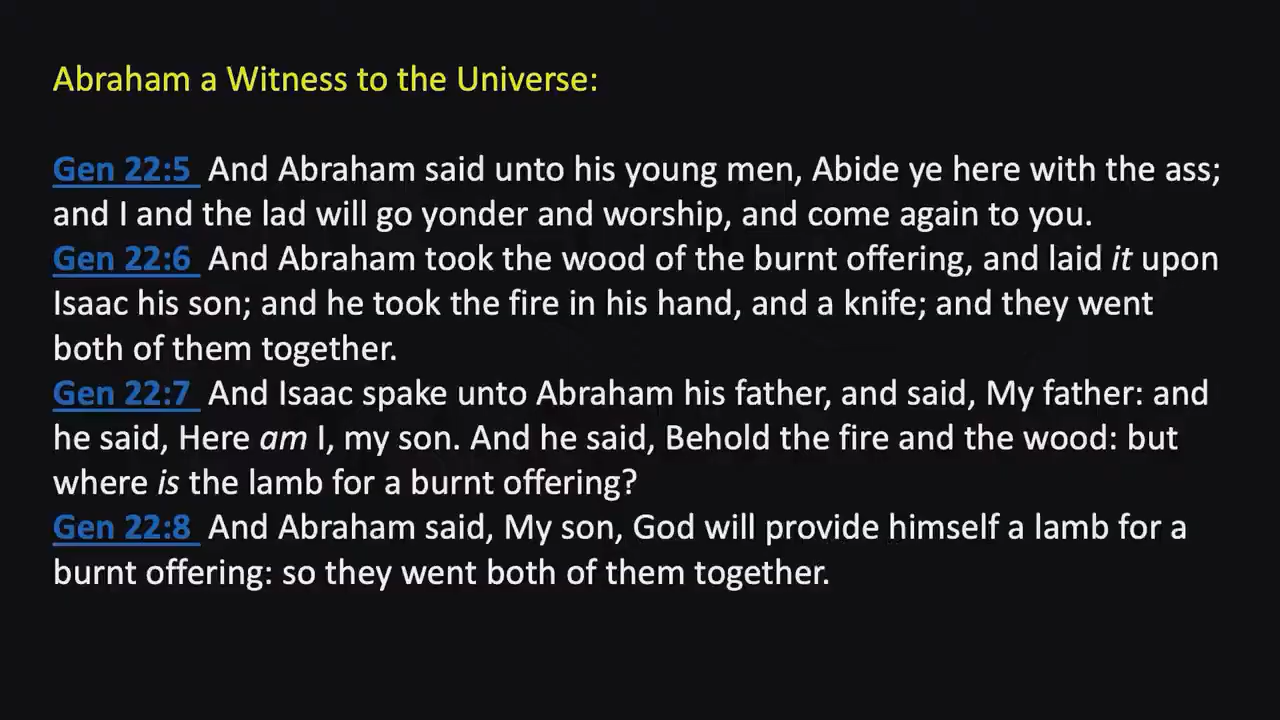 Abraham a Witness to the Universe:
Gen 22:5 And Abraham said unto his young men, Abide ye here with the ass;
and I and the lad will go yonder and worship, and come again to you.
Gen 22:6 And Abraham took the wood of the burnt offering, and laid it upon
Isaac his son; and he took the fire in his hand, and a knife; and they went
both of them together.
Gen 22:7 And Isaac spake unto Abraham his father, and said, My father: and
he said, Here am I, my son. And he said, Behold the fire and the wood: but
where is the lamb for a burnt offering?
Gen 22:8 And Abraham said, My son, God will provide himself a lamb for a
burnt offering: so they went both of them together.